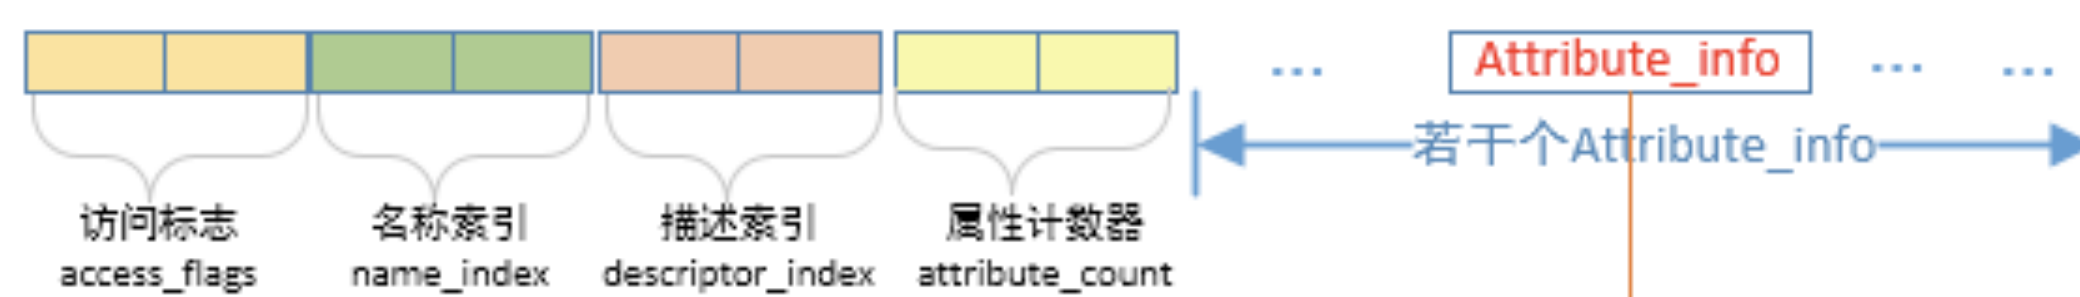 … Attribute_info … …
若干个Attribute_info
访问标志 名称索引 描述索引 属性计数器
access_flags name_index descriptor_index attribute_count